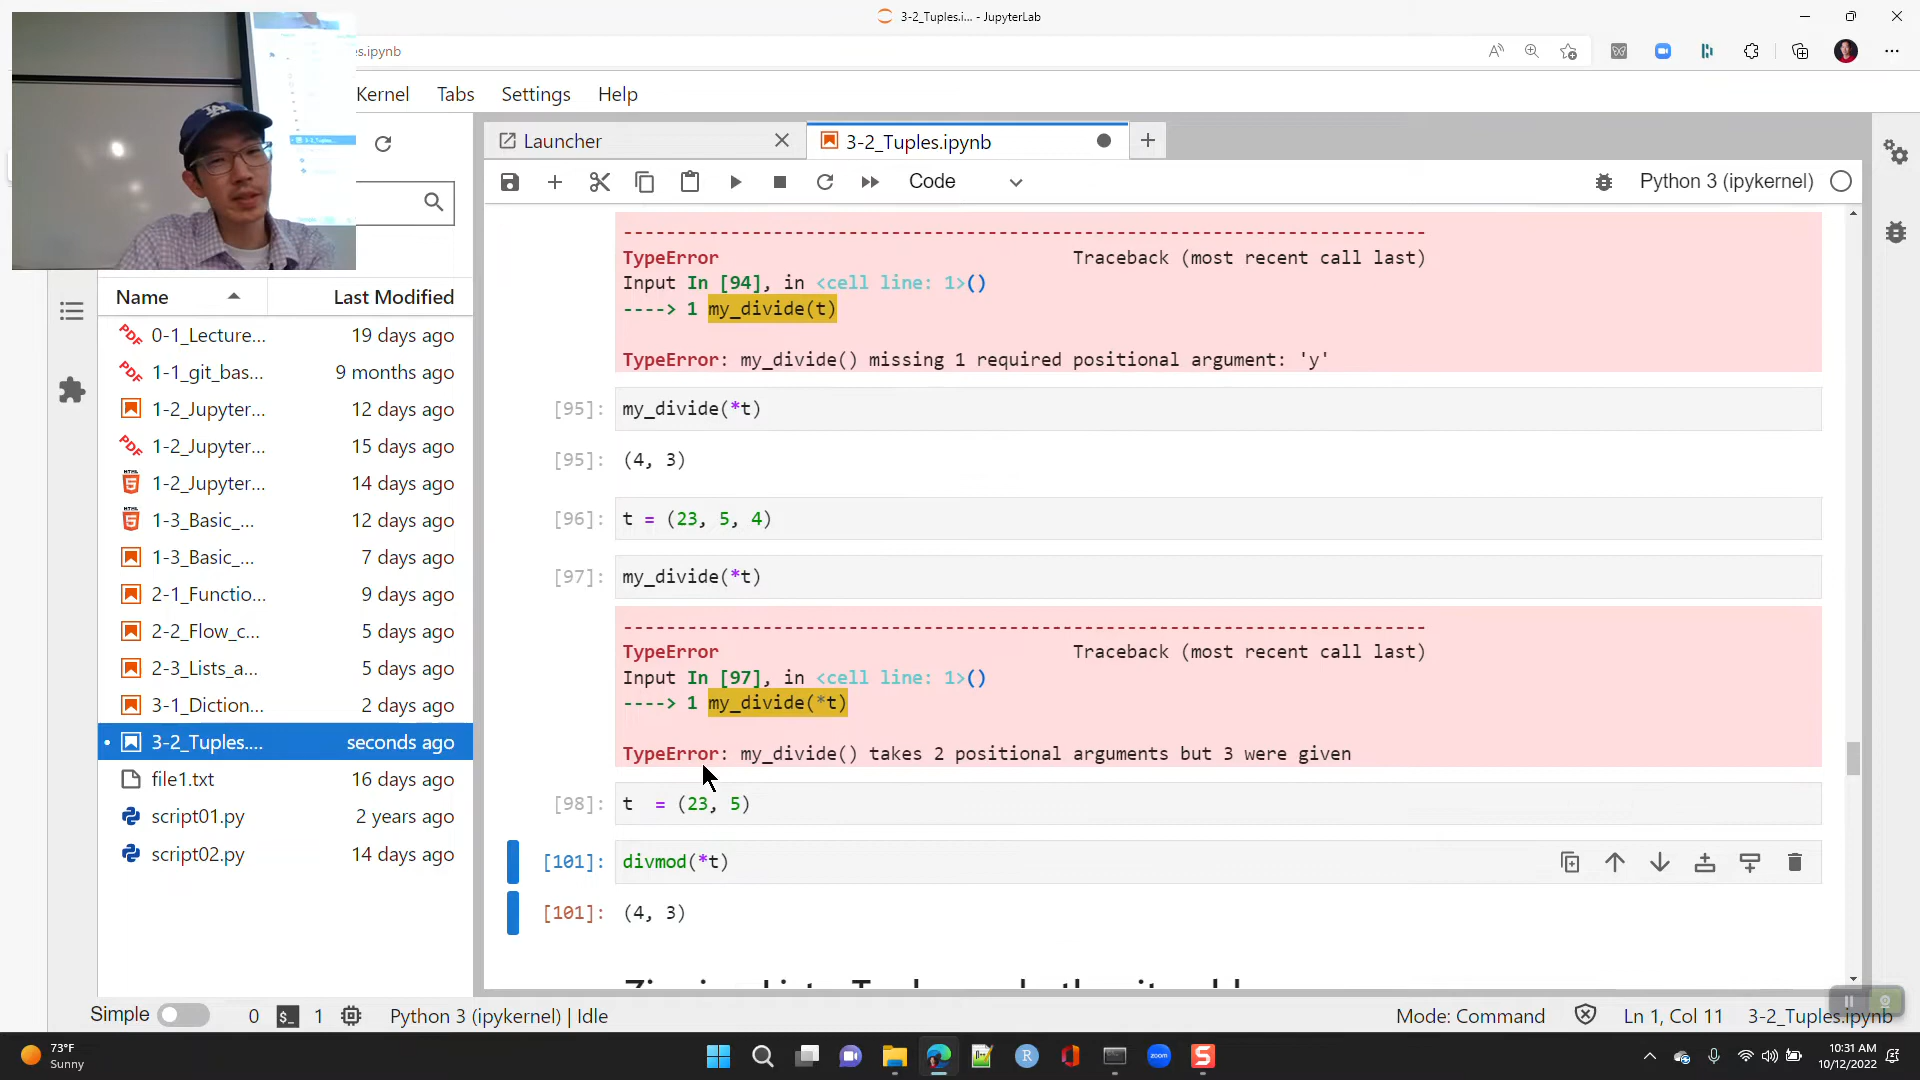 3-2_Tuples.i... - JupyterLab
es.ipynb
Kernel Tabs Settings Help
Launcher
3-2_Tuples.ipynb
Code
Python 3 (ipykernel)
Name Last Modified
0-1_Lecture... 19 days ago
1-1_git_bas... 9 months ago
1-2_Jupyter... 12 days ago
1-2_Jupyter... 15 days ago
1-2_Jupyter... 14 days ago
1-3_Basic_... 12 days ago
1-3_Basic_... 7 days ago
2-1_Functio... 9 days ago
2-2_Flow_c... 5 days ago
2-3_Lists_a... 5 days ago
3-1_Diction... 2 days ago
3-2_Tuples.... seconds ago
file1.txt 16 days ago
script01.py 2 years ago
script02.py 14 days ago
---------------------------------------------------------------------------
TypeError Traceback (most recent call last)
Input In [94], in <cell line: 1>()
----> 1 my_divide(t)
TypeError: my_divide() missing 1 required positional argument: 'y'
[95]: my_divide(*t)
[95]: (4, 3)
[96]: t = (23, 5, 4)
[97]: my_divide(*t)
---------------------------------------------------------------------------
TypeError Traceback (most recent call last)
Input In [97], in <cell line: 1>()
----> 1 my_divide(*t)
TypeError: my_divide() takes 2 positional arguments but 3 were given
[98]: t  = (23, 5)
[101]: divmod(*t)
[101]: (4, 3)
Simple 0 $_ 1 Python 3 (ipykernel) | Idle
Mode: Command Ln 1, Col 11 3-2_Tuples.ipynb
73°F
Sunny
10:31 AM
10/12/2022